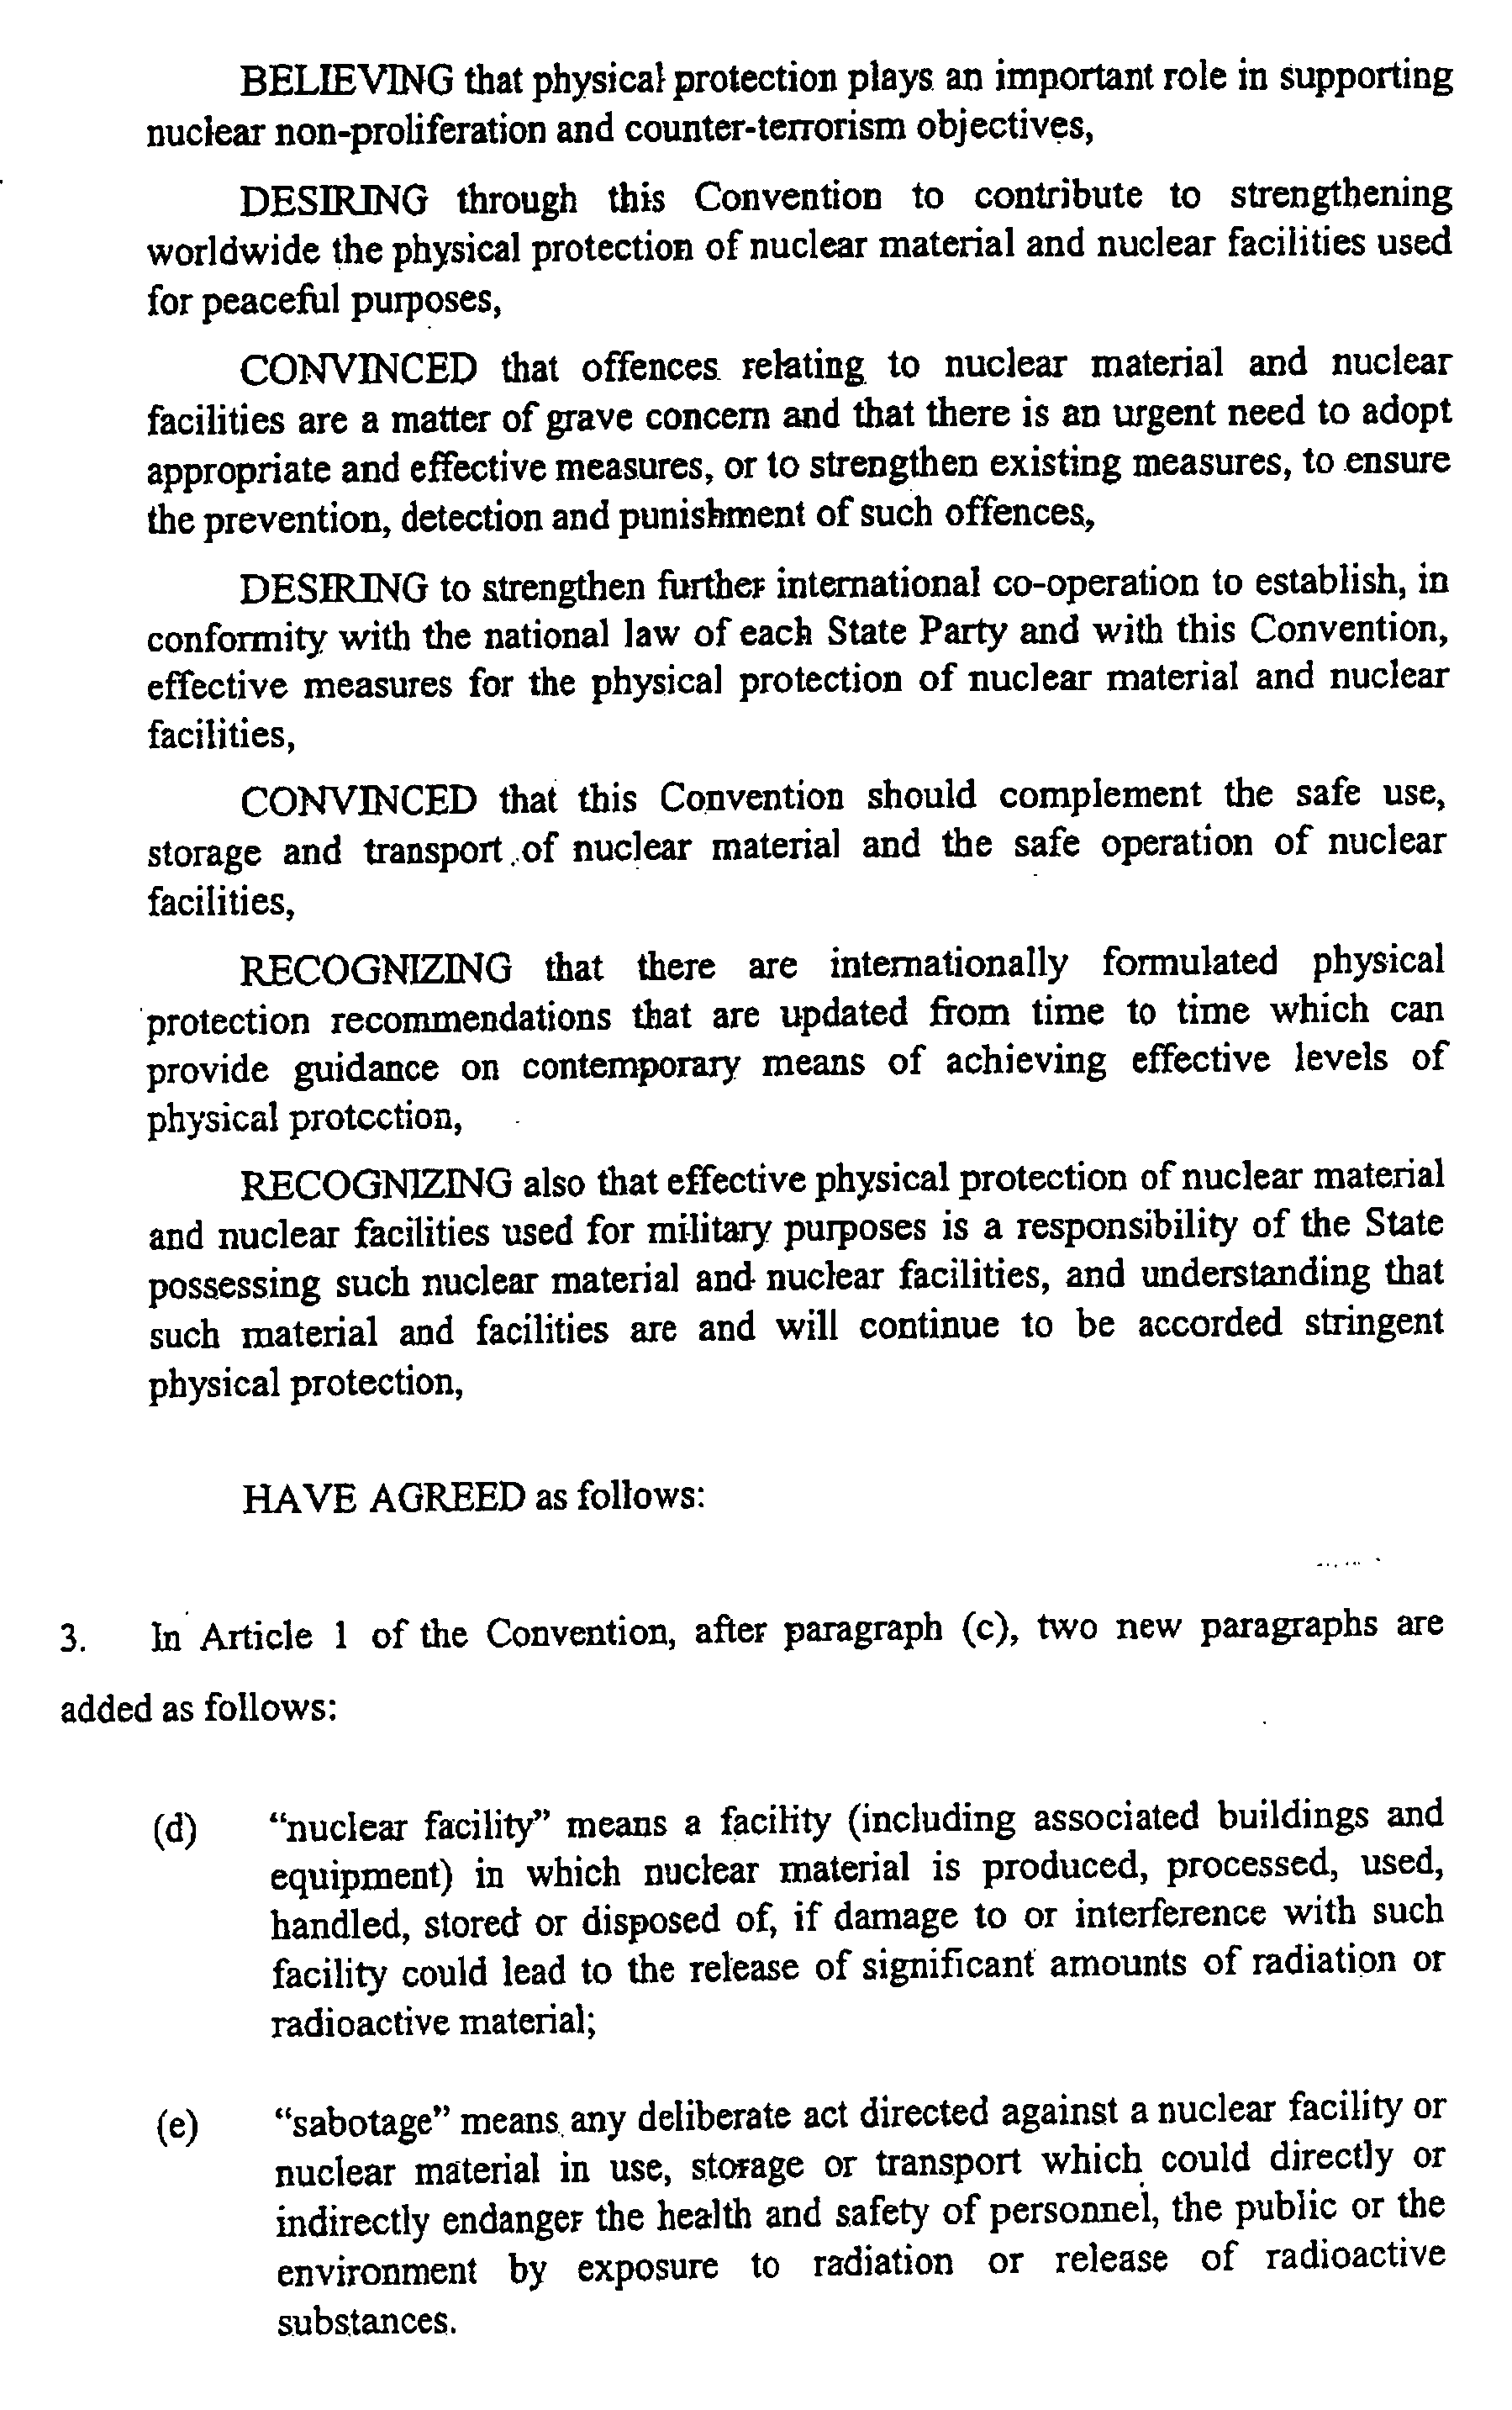 BELIEVING that physical protection plays an important role in supporting
nuclear non-proliferation and counter-terrorism objectives,
DESIRING through this Convention to contribute to strengthening
worldwide the physical protection of nuclear material and nuclear facilities used
for peaceful purposes,
CONVINCED that offences relating to nuclear material and nuclear
facilities are a matter of grave concern and that there is an urgent need to adopt
appropriate and effective measures, or to strengthen existing measures, to ensure
the prevention, detection and punishment of such offences,
DESIRING to strengthen further international co-operation to establish, in
conformity with the national law of each State Party and with this Convention,
effective measures for the physical protection of nuclear material and nuclear
facilities,
CONVINCED that this Convention should complement the safe use,
storage and transport of nuclear material and the safe operation of nuclear
facilities,
RECOGNIZING that there are internationally formulated physical
protection recommendations that are updated from time to time which can
provide guidance on contemporary means of achieving effective levels of
physical protection,
RECOGNIZING also that effective physical protection of nuclear material
and nuclear facilities used for military purposes is a responsibility of the State
possessing such nuclear material and nuclear facilities, and understanding that
such material and facilities are and will continue to be accorded stringent
physical protection,
HAVE AGREED as follows:
3. In Article 1 of the Convention, after paragraph (c), two new paragraphs are
added as follows:
(d) “nuclear facility” means a facility (including associated buildings and
equipment) in which nuclear material is produced, processed, used,
handled, stored or disposed of, if damage to or interference with such
facility could lead to the release of significant amounts of radiation or
radioactive material;
(e) “sabotage” means any deliberate act directed against a nuclear facility or
nuclear material in use, storage or transport which could directly or
indirectly endanger the health and safety of personnel, the public or the
environment by exposure to radiation or release of radioactive
substances.